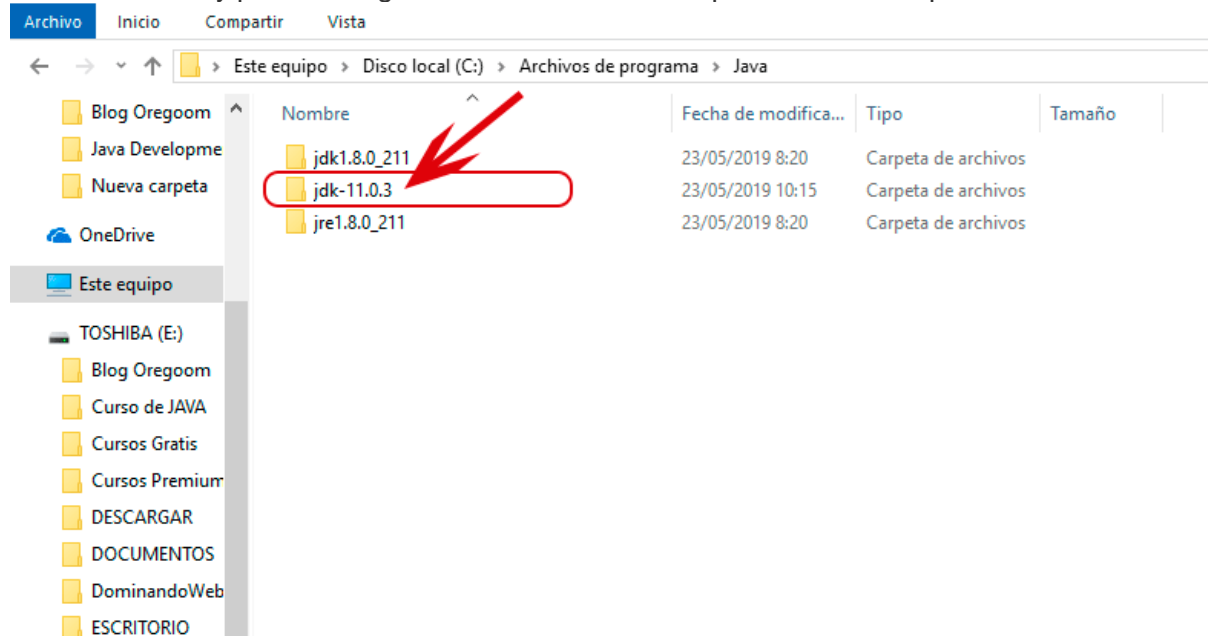 Archivo Inicio Compartir Vista
Este equipo > Disco local (C:) > Archivos de programa > Java
Nombre Fecha de modifica... Tipo Tamaño
jdk1.8.0_211 23/05/2019 8:20 Carpeta de archivos
jdk-11.0.3 23/05/2019 10:15 Carpeta de archivos
jre1.8.0_211 23/05/2019 8:20 Carpeta de archivos
Blog Oregoom
Java Developme
Nueva carpeta
OneDrive
Este equipo
TOSHIBA (E:)
Blog Oregoom
Curso de JAVA
Cursos Gratis
Cursos Premium
DESCARGAR
DOCUMENTOS
DominandoWeb
ESCRITORIO